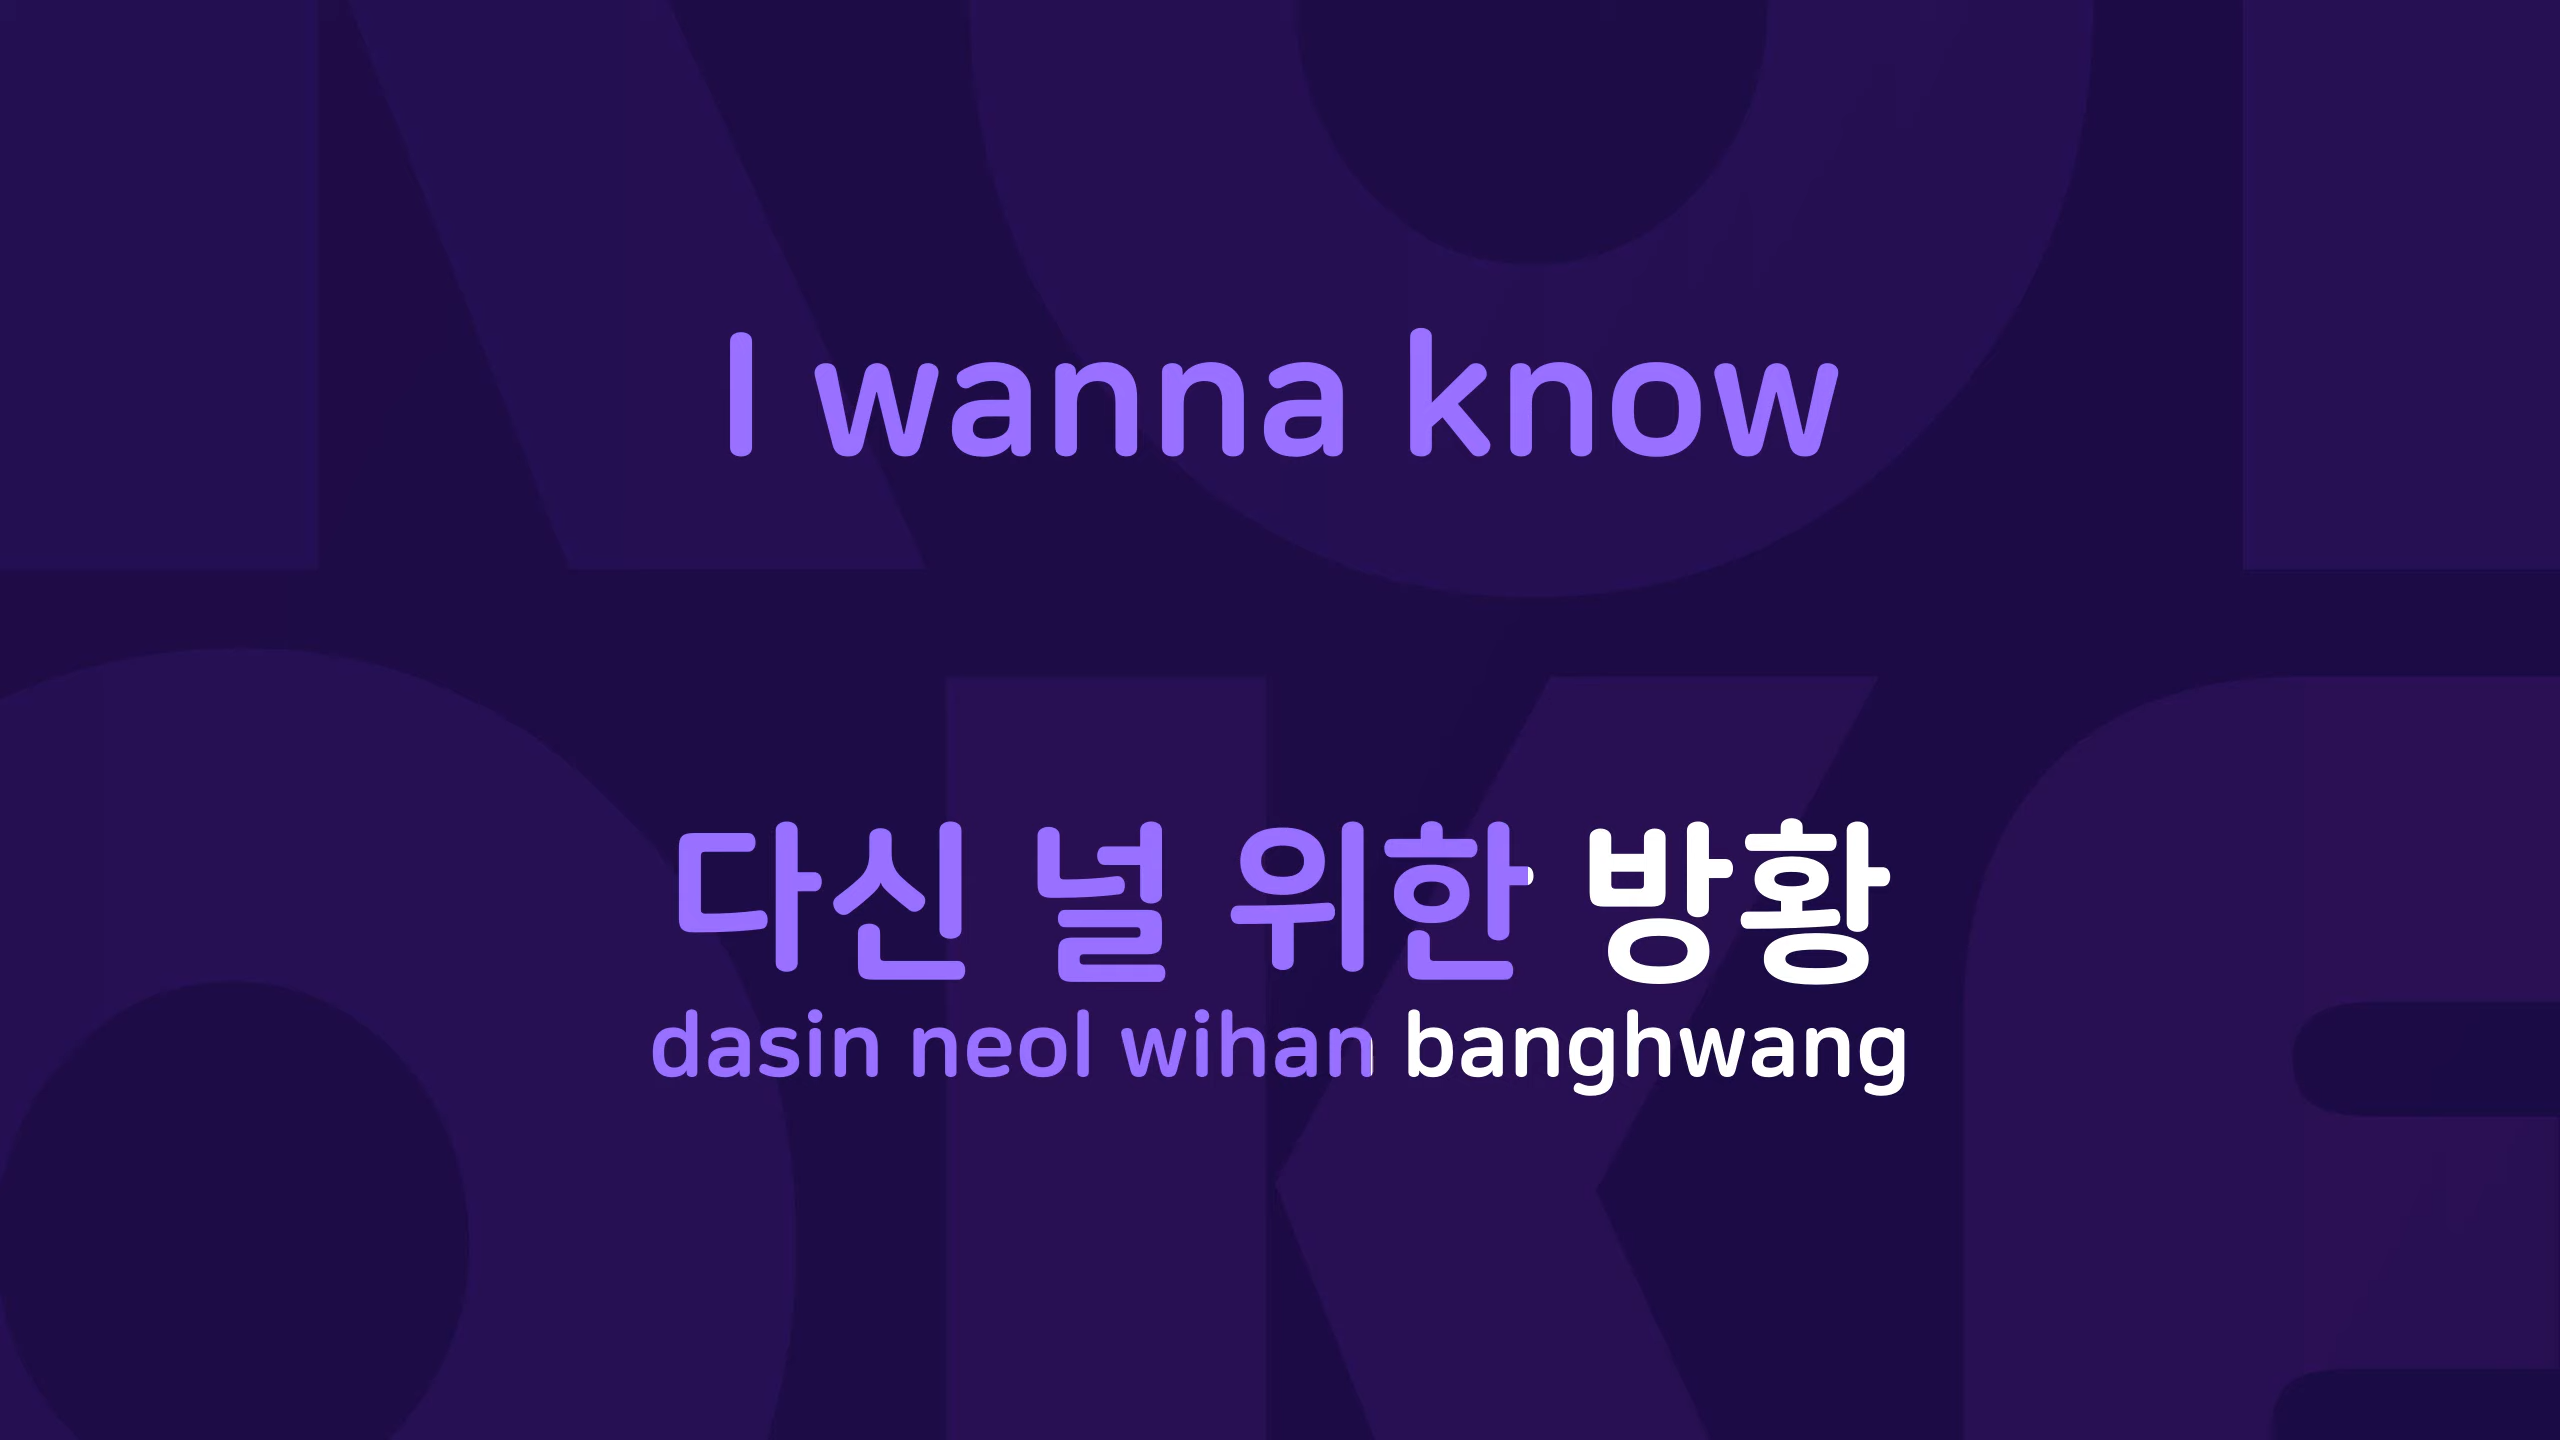 I wanna know
다신 널 위한 방황
dasin neol wihan banghwang